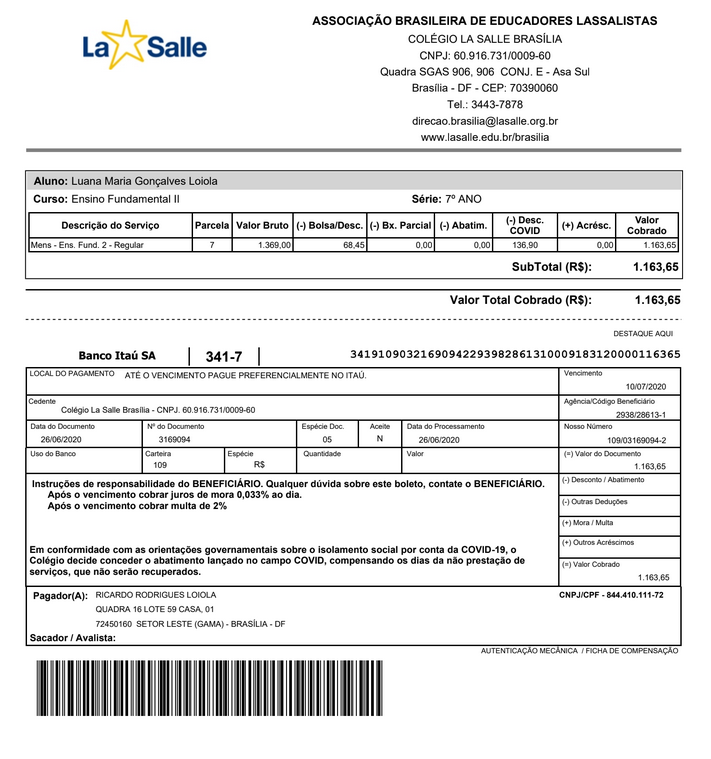 La Salle
ASSOCIAÇÃO BRASILEIRA DE EDUCADORES LASSALISTAS
COLÉGIO LA SALLE BRASÍLIA
CNPJ: 60.916.731/0009-60
Quadra SGAS 906, 906 CONJ. E - Asa Sul
Brasília - DF - CEP: 70390060
Tel.: 3443-7878
direcao.brasilia@lasalle.org.br
www.lasalle.edu.br/brasilia
Aluno: Luana Maria Gonçalves Loiola
Curso: Ensino Fundamental II Série: 7º ANO
Descrição do Serviço Parcela Valor Bruto (-) Bolsa/Desc. (-) Bx. Parcial (-) Abatim. (-) Desc. COVID (+) Acrésc. Valor Cobrado
Mens - Ens. Fund. 2 - Regular 7 1.369,00 68,45 0,00 0,00 136,90 0,00 1.163,65
SubTotal (R$): 1.163,65
Valor Total Cobrado (R$): 1.163,65
DESTAQUE AQUI
Banco Itaú SA 341-7 34191090321690942293982861310009183120000116365
LOCAL DO PAGAMENTO ATÉ O VENCIMENTO PAGUE PREFERENCIALMENTE NO ITAÚ. Vencimento
10/07/2020
Cedente Agência/Código Beneficiário
Colégio La Salle Brasília - CNPJ. 60.916.731/0009-60 2938/28613-1
Data do Documento Nº do Documento Espécie Doc. Aceite Data do Processamento Nosso Número
26/06/2020 3169094 05 N 26/06/2020 109/03169094-2
Uso do Banco Carteira Espécie Quantidade Valor (=) Valor do Documento
109 R$ 1.163,65
Instruções de responsabilidade do BENEFICIÁRIO. Qualquer dúvida sobre este boleto, contate o BENEFICIÁRIO. (-) Desconto / Abatimento
Após o vencimento cobrar juros de mora 0,033% ao dia.
Após o vencimento cobrar multa de 2%
(-) Outras Deduções
(+) Mora / Multa
(+) Outros Acréscimos
Em conformidade com as orientações governamentais sobre o isolamento social por conta da COVID-19, o
Colégio decide conceder o abatimento lançado no campo COVID, compensando os dias da não prestação de
serviços, que não serão recuperados.
(=) Valor Cobrado
1.163,65
Pagador(A): RICARDO RODRIGUES LOIOLA CNPJ/CPF - 844.410.111-72
QUADRA 16 LOTE 59 CASA, 01
72450160 SETOR LESTE (GAMA) - BRASÍLIA - DF
Sacador / Avalista:
AUTENTICAÇÃO MECÂNICA / FICHA DE COMPENSAÇÃO